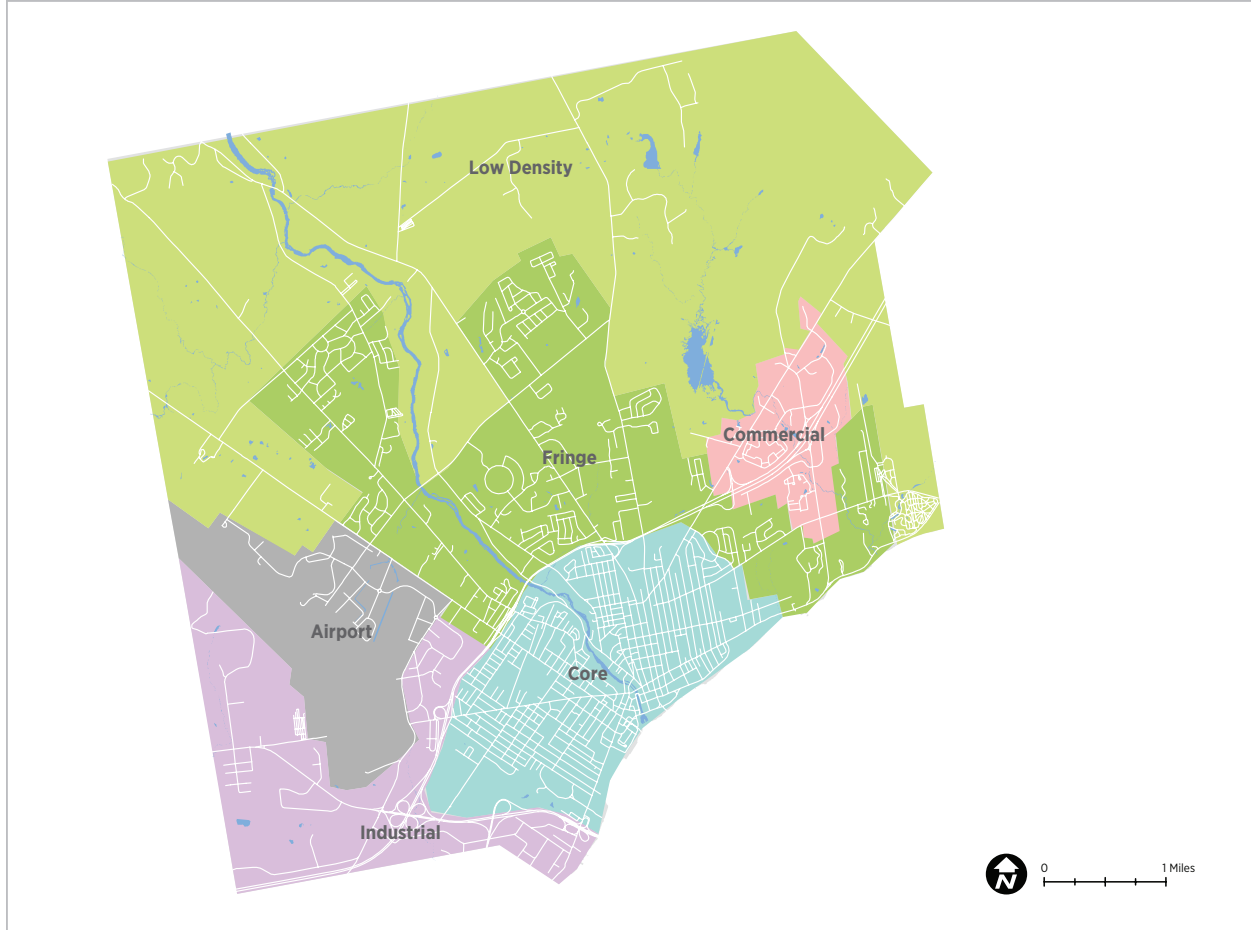 Low Density
Commercial
Fringe
Airport
Core
Industrial
N
0 1 Miles